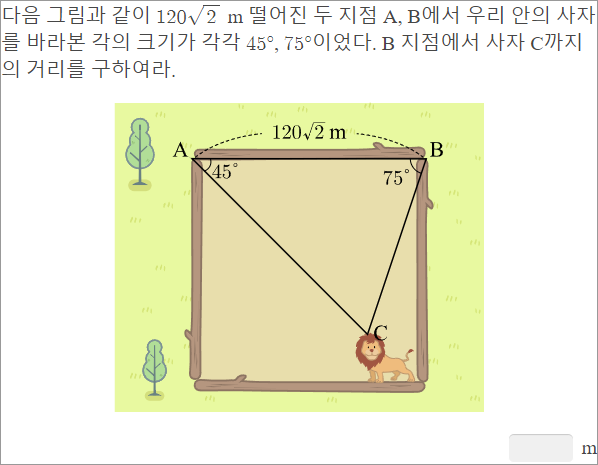 다음 그림과 같이 120√2 m 떨어진 두 지점 A, B에서 우리 안의 사자
를 바라본 각의 크기가 각각 45°, 75°이었다. B 지점에서 사자 C까지
의 거리를 구하여라.
120√2 m
A B
45° 75°
C
m